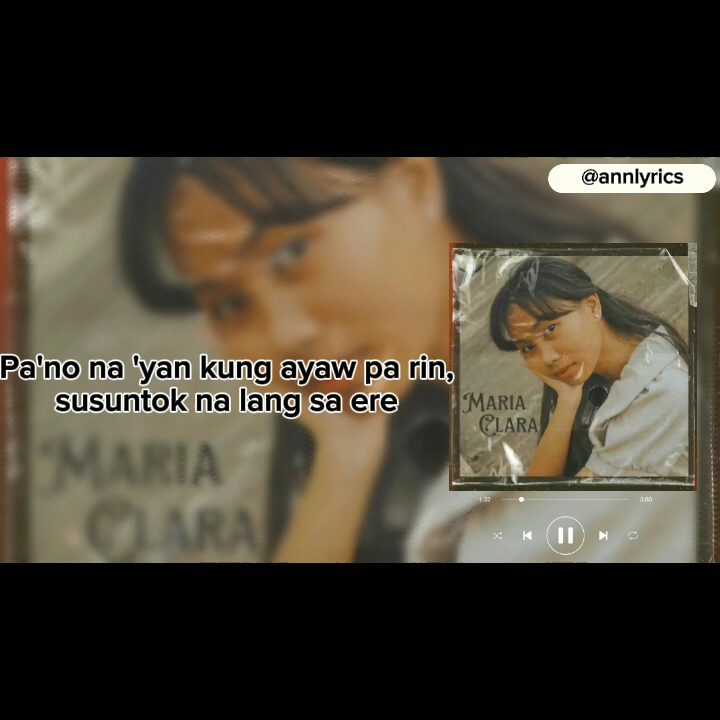 @annlyrics
Pa'no na 'yan kung ayaw pa rin,
susuntok na lang sa ere
MARIA
CLARA
MARIA
CLARA
1:32
3:00